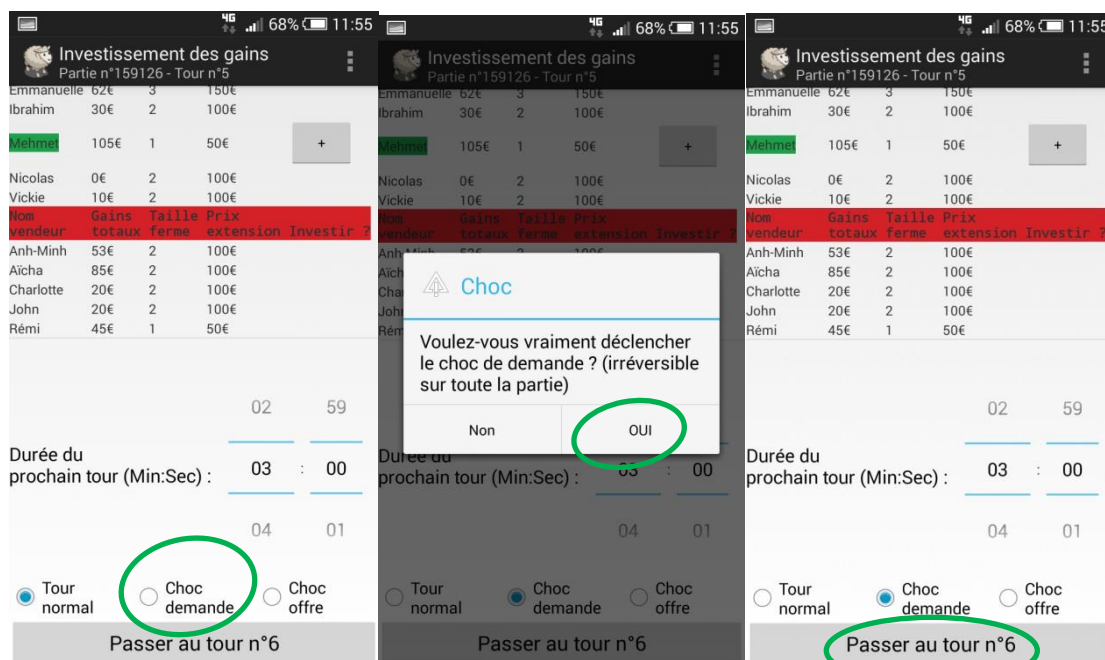 4G 68% 11:55
Investissement des gains
Partie n°159126 - Tour n°5
Emmanuelle 62€ 3 150€
Ibrahim 30€ 2 100€
Mehmet 105€ 1 50€ +
Nicolas 0€ 2 100€
Vickie 10€ 2 100€
Nom Gains Taille Prix
vendeur totaux ferme extension Investir ?
Anh-Minh 53€ 2 100€
Aïcha 85€ 2 100€
Charlotte 20€ 2 100€
John 20€ 2 100€
Rémi 45€ 1 50€
02 59
Durée du
prochain tour (Min:Sec) : 03 : 00
04 01
Tour Choc Choc
normal demande offre
Passer au tour n°6
4G 68% 11:55
Investissement des gains
Partie n°159126 - Tour n°5
Emmanuelle 62€ 3 150€
Ibrahim 30€ 2 100€
Mehmet 105€ 1 50€ +
Nicolas 0€ 2 100€
Vickie 10€ 2 100€
Nom Gains Taille Prix
vendeur totaux ferme extension Investir ?
Anh-Minh 53€ 2 100€
Choc
Voulez-vous vraiment déclencher
le choc de demande ? (irréversible
sur toute la partie)
Non OUI
Durée du
prochain tour (Min:Sec) : 03 : 00
04 01
Tour Choc Choc
normal demande offre
Passer au tour n°6
4G 68% 11:55
Investissement des gains
Partie n°159126 - Tour n°5
Emmanuelle 62€ 3 150€
Ibrahim 30€ 2 100€
Mehmet 105€ 1 50€ +
Nicolas 0€ 2 100€
Vickie 10€ 2 100€
Nom Gains Taille Prix
vendeur totaux ferme extension Investir ?
Anh-Minh 53€ 2 100€
Aïcha 85€ 2 100€
Charlotte 20€ 2 100€
John 20€ 2 100€
Rémi 45€ 1 50€
02 59
Durée du
prochain tour (Min:Sec) : 03 : 00
04 01
Tour Choc Choc
normal demande offre
Passer au tour n°6